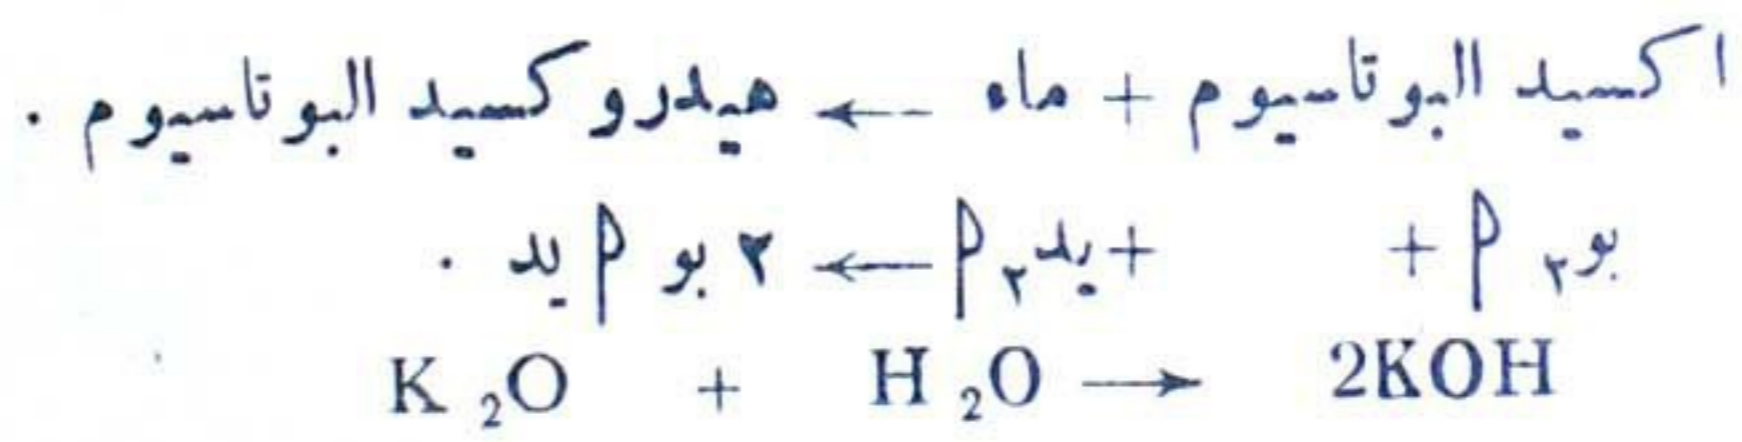 اكسيد البوتاسيوم + ماء ← هيدروكسيد البوتاسيوم .
بو٢ م + + يد٢ م ← ٢ بو م يد .
K₂O + H₂O → 2KOH